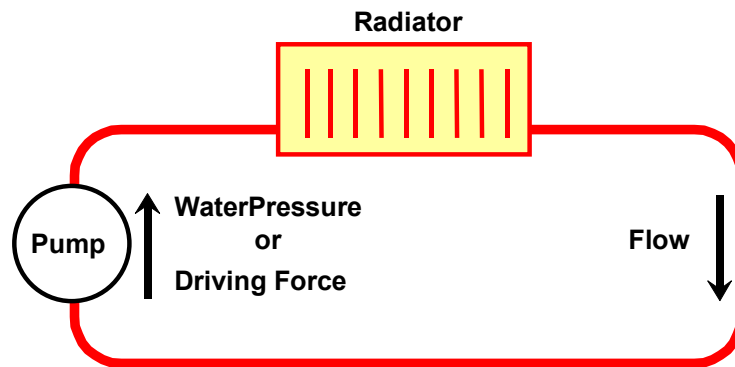 Radiator
Pump
WaterPressure
or
Driving Force
Flow